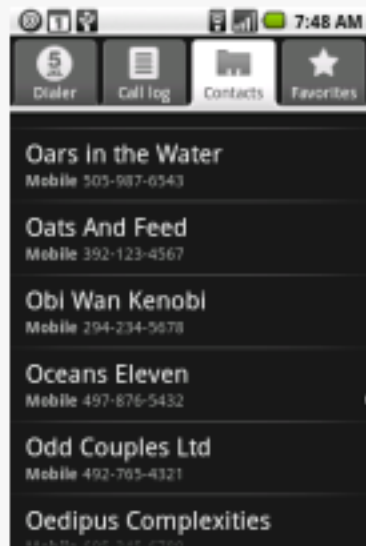 7:48 AM
Dialer Call log Contacts Favorites
Oars in the Water
Mobile 505-987-6543
Oats And Feed
Mobile 392-123-4567
Obi Wan Kenobi
Mobile 294-234-5678
Oceans Eleven
Mobile 497-876-5432
Odd Couples Ltd
Mobile 492-765-4321
Oedipus Complexities